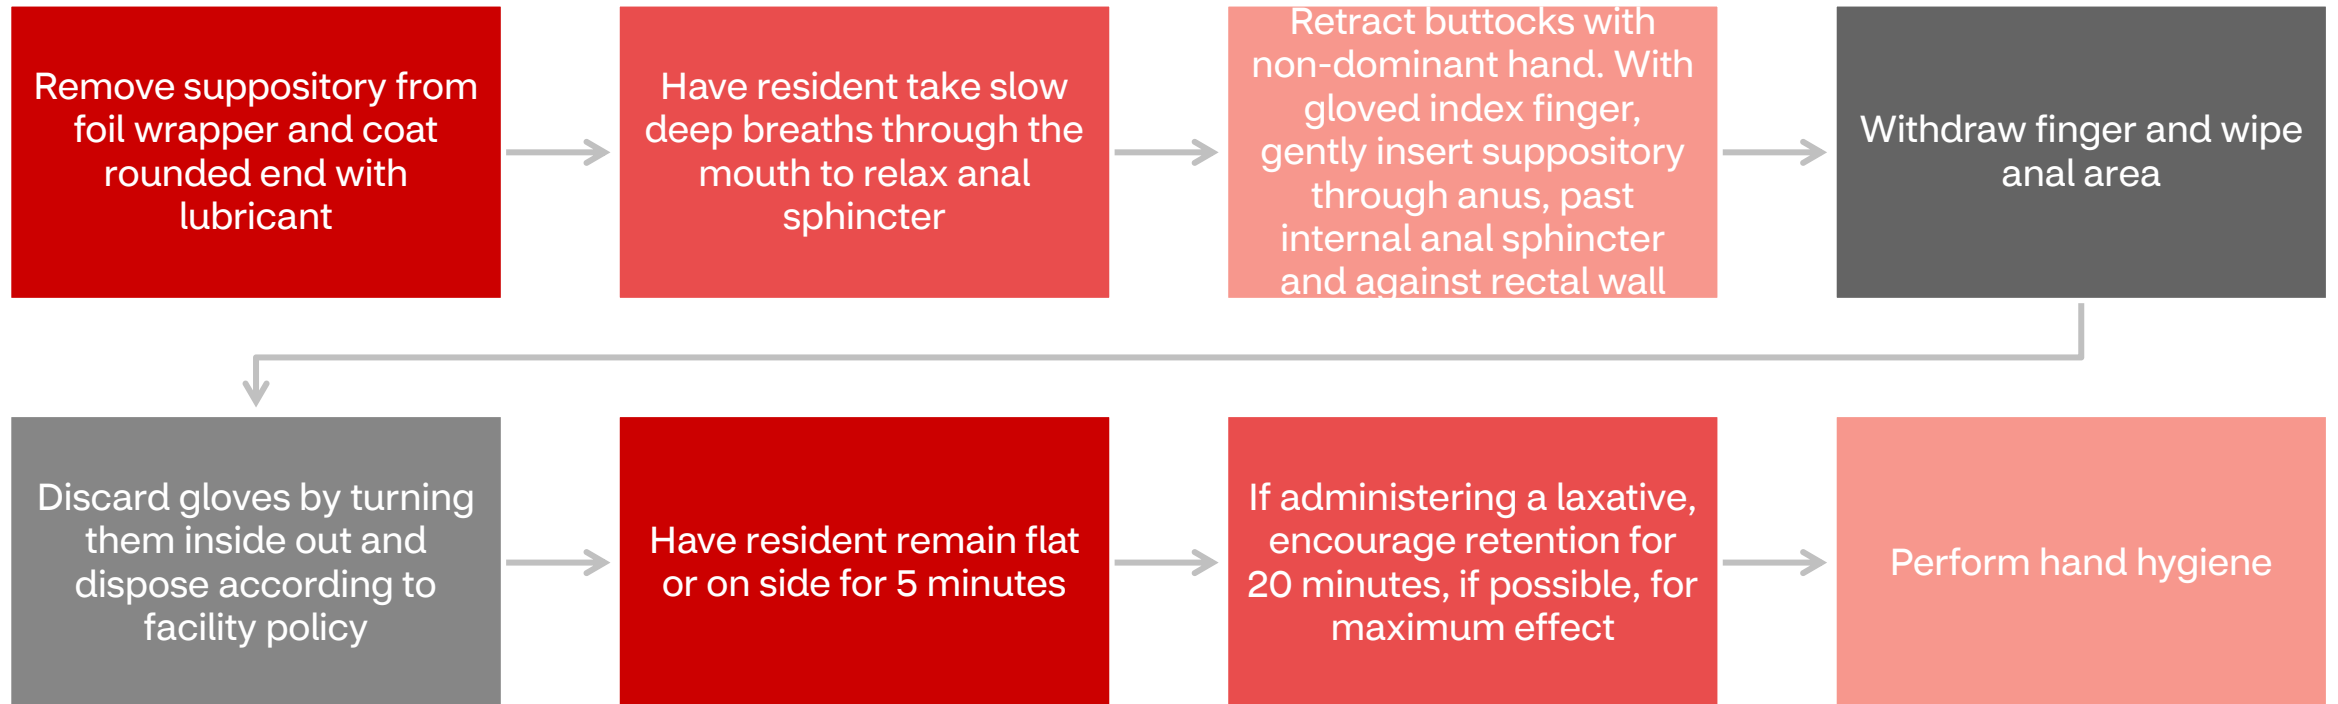 Remove suppository from
foil wrapper and coat
rounded end with
lubricant
Have resident take slow
deep breaths through the
mouth to relax anal
sphincter
Retract buttocks with
non-dominant hand. With
gloved index finger,
gently insert suppository
through anus, past
internal anal sphincter
and against rectal wall
Withdraw finger and wipe
anal area
Discard gloves by turning
them inside out and
dispose according to
facility policy
Have resident remain flat
or on side for 5 minutes
If administering a laxative,
encourage retention for
20 minutes, if possible, for
maximum effect
Perform hand hygiene